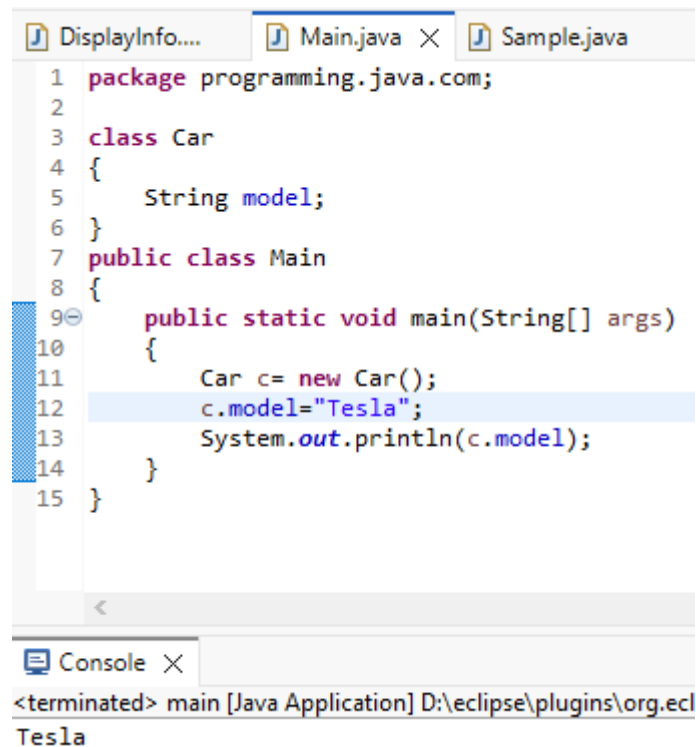 DisplayInfo.... Main.java Sample.java
1 package programming.java.com;
2
3 class Car
4 {
5     String model;
6 }
7 public class Main
8 {
9     public static void main(String[] args)
10     {
11         Car c= new Car();
12         c.model="Tesla";
13         System.out.println(c.model);
14     }
15 }
Console
<terminated> main [Java Application] D:\eclipse\plugins\org.ecl
Tesla